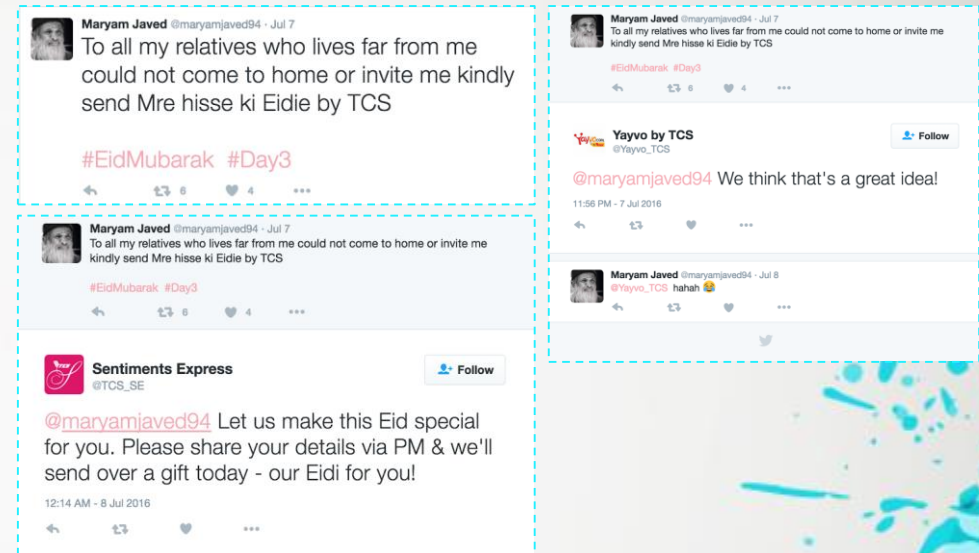 Maryam Javed @maryamjaved94 · Jul 7
To all my relatives who lives far from me
could not come to home or invite me kindly
send Mre hisse ki Eidie by TCS
#EidMubarak #Day3
6 4
Maryam Javed @maryamjaved94 · Jul 7
To all my relatives who lives far from me could not come to home or invite me
kindly send Mre hisse ki Eidie by TCS
#EidMubarak #Day3
6 4
Sentiments Express
@TCS_SE
Follow
@maryamjaved94 Let us make this Eid special
for you. Please share your details via PM & we'll
send over a gift today - our Eidi for you!
12:14 AM - 8 Jul 2016
Maryam Javed @maryamjaved94 · Jul 7
To all my relatives who lives far from me could not come to home or invite me
kindly send Mre hisse ki Eidie by TCS
#EidMubarak #Day3
6 4
Yayvo by TCS
@Yayvo_TCS
Follow
@maryamjaved94 We think that's a great idea!
11:56 PM - 7 Jul 2016
Maryam Javed @maryamjaved94 · Jul 8
@Yayvo_TCS hahah 😂